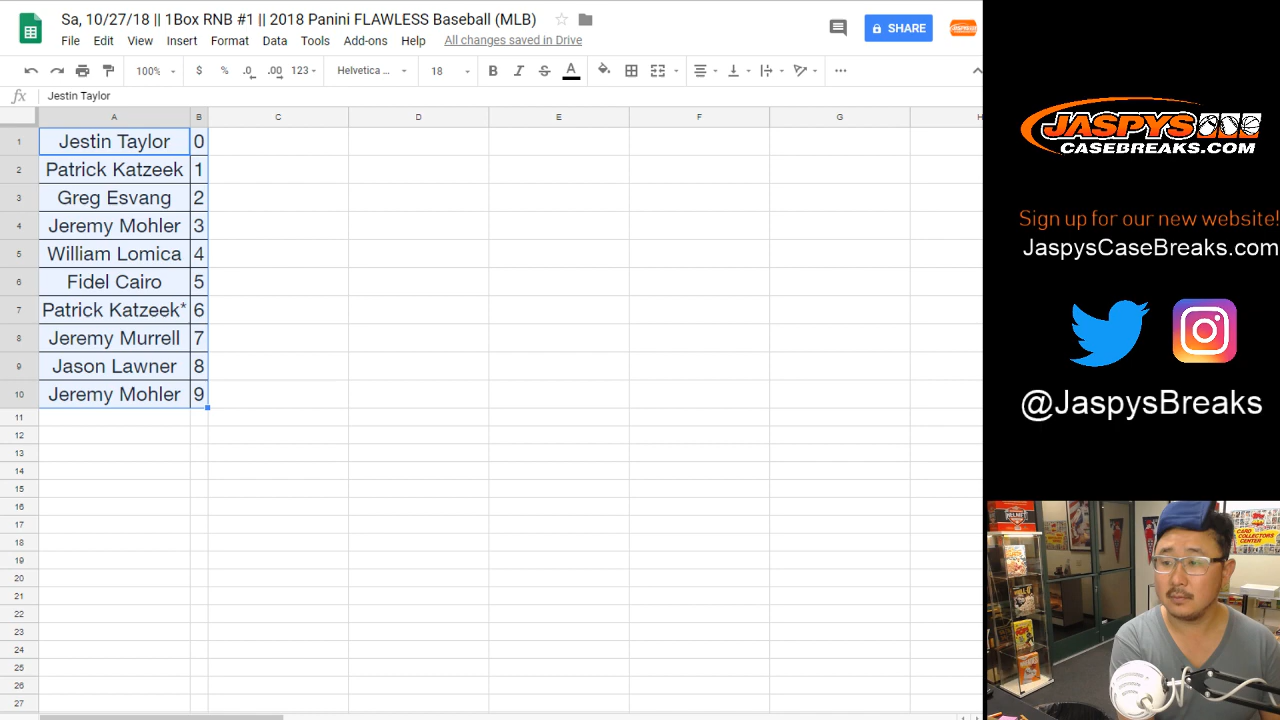 Sa, 10/27/18 || 1Box RNB #1 || 2018 Panini FLAWLESS Baseball (MLB)
File Edit View Insert Format Data Tools Add-ons Help All changes saved in Drive
SHARE
100% $ % .0 .00 123 Helvetica ... 18 B I S A
fx Jestin Taylor
A B C D E F G H
1 Jestin Taylor 0
2 Patrick Katzeek 1
3 Greg Esvang 2
4 Jeremy Mohler 3
5 William Lomica 4
6 Fidel Cairo 5
7 Patrick Katzeek* 6
8 Jeremy Murrell 7
9 Jason Lawner 8
10 Jeremy Mohler 9
11
12
13
14
15
16
17
18
19
20
21
22
23
24
25
26
27
JASPYS
CASEBREAKS.COM
Sign up for our new website!
JaspysCaseBreaks.com
@JaspysBreaks
CARD
COLLECTORS
CENTER